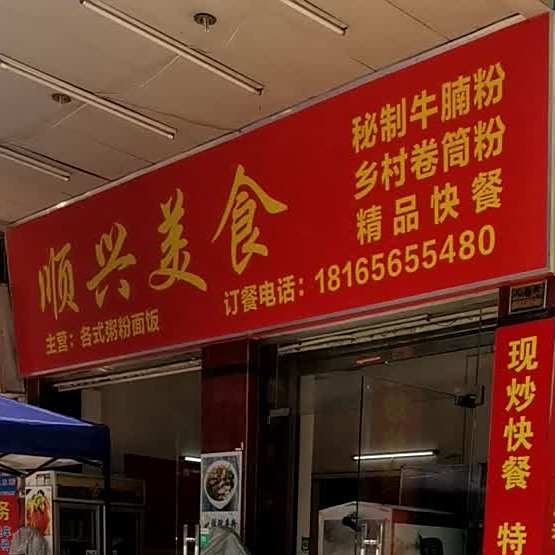 顺兴美食
秘制牛腩粉
乡村卷筒粉
精品快餐
订餐电话：18165655480
主营：各式粥粉面饭
现炒快餐 特
务